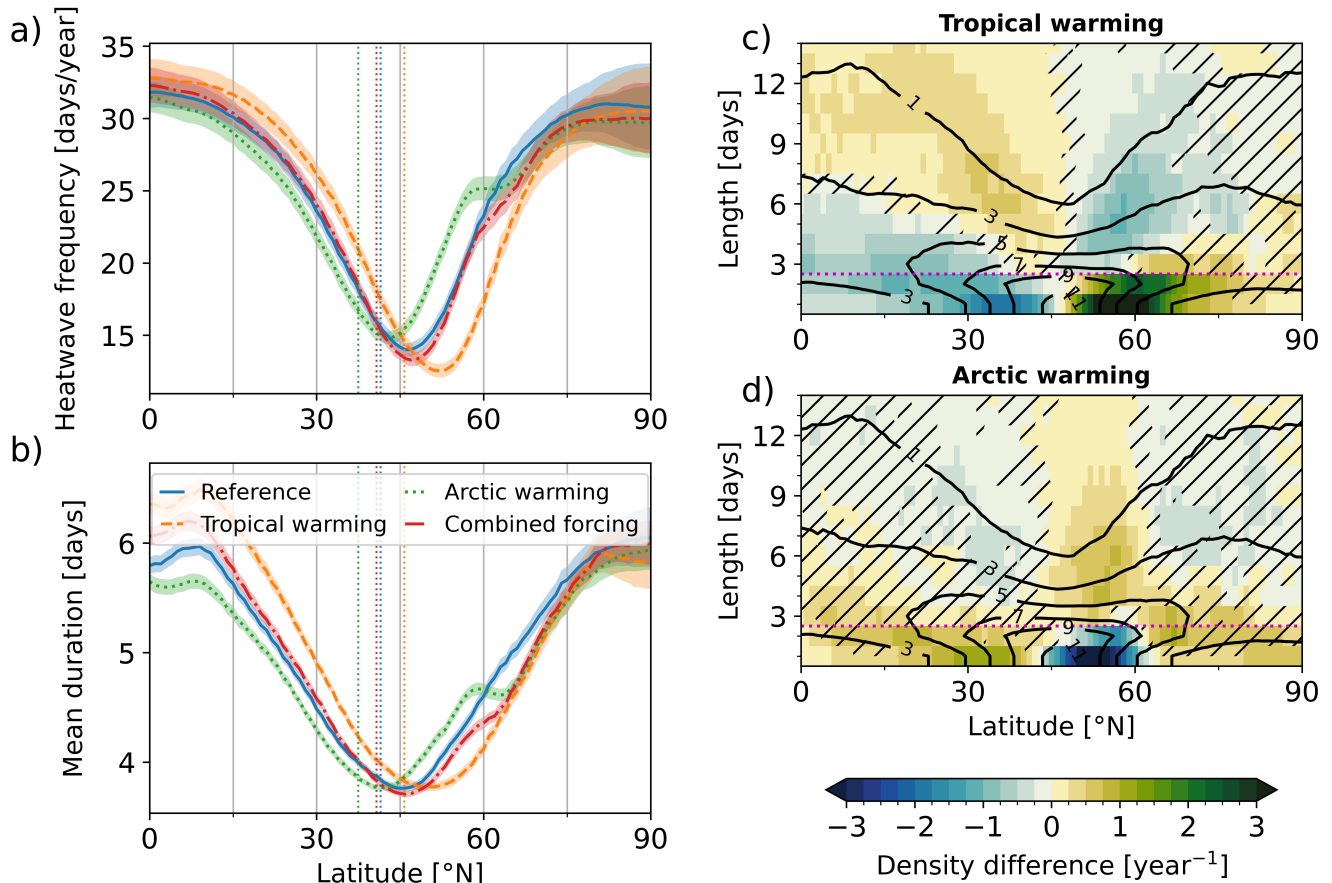 a)
Heatwave frequency [days/year]
35
30
25
20
15
0 30 60 90
b)
Mean duration [days]
6
5
4
Reference
Tropical warming
Arctic warming
Combined forcing
0 30 60 90
Latitude [°N]
c)
Tropical warming
Length [days]
12
9
6
3
1
3
5
7
9
11
3
0 30 60 90
d)
Arctic warming
Length [days]
12
9
6
3
1
3
5
7
9
11
3
0 30 60 90
Latitude [°N]
−3 −2 −1 0 1 2 3
Density difference [year⁻¹]